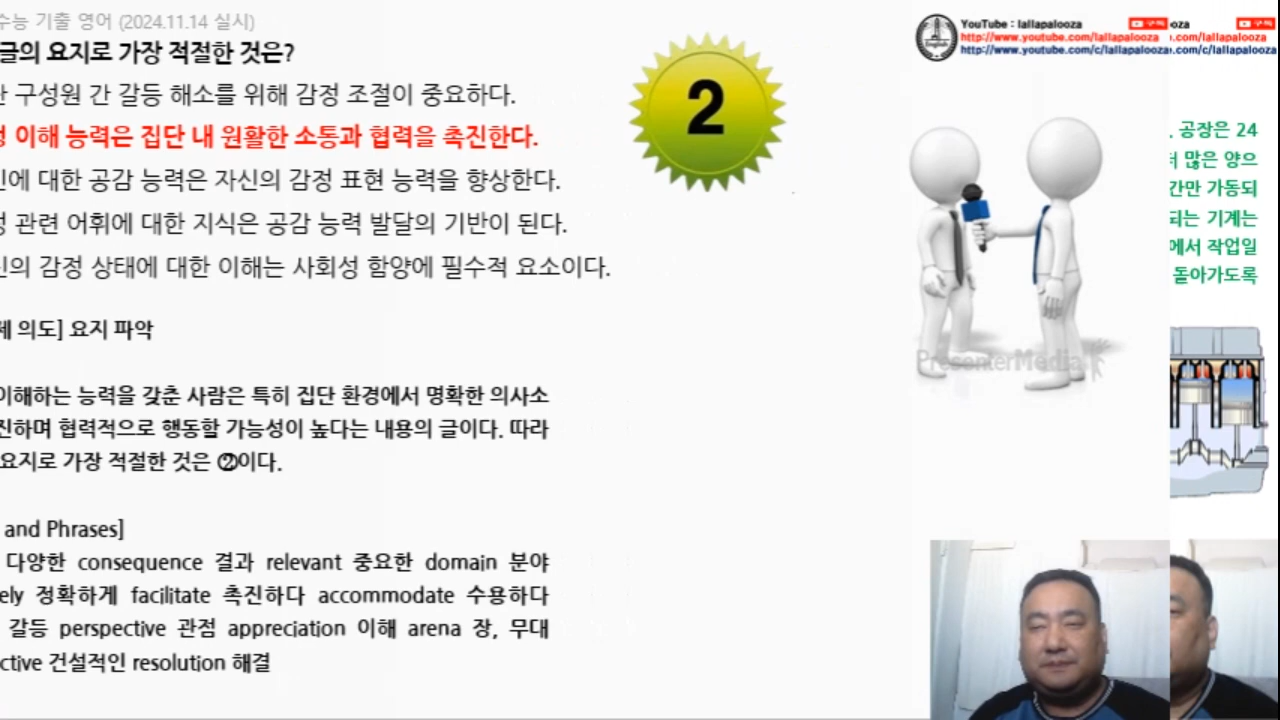 수능 기출 영어 (2024.11.14 실시)
글의 요지로 가장 적절한 것은?
구성원 간 갈등 해소를 위해 감정 조절이 중요하다.
이해 능력은 집단 내 원활한 소통과 협력을 촉진한다.
대한 공감 능력은 자신의 감정 표현 능력을 향상한다.
관련 어휘에 대한 지식은 공감 능력 발달의 기반이 된다.
감정 상태에 대한 이해는 사회성 함양에 필수적 요소이다.
2
의도] 요지 파악
이해하는 능력을 갖춘 사람은 특히 집단 환경에서 명확한 의사소
진하며 협력적으로 행동할 가능성이 높다는 내용의 글이다. 따라
요지로 가장 적절한 것은 ②이다.
and Phrases]
다양한 consequence 결과 relevant 중요한 domain 분야
ely 정확하게 facilitate 촉진하다 accommodate 수용하다
갈등 perspective 관점 appreciation 이해 arena 장, 무대
ctive 건설적인 resolution 해결
YouTube : lallapalooza 구독
http://www.youtube.com/lallapalooza
http://www.youtube.com/c/lallapalooza
English
PresenterMedia
oza 구독
.com/lallapalooza
.com/c/lallapalooza
. 공장은 24
많은 양으
간만 가동되
되는 기계는
에서 작업일
돌아가도록